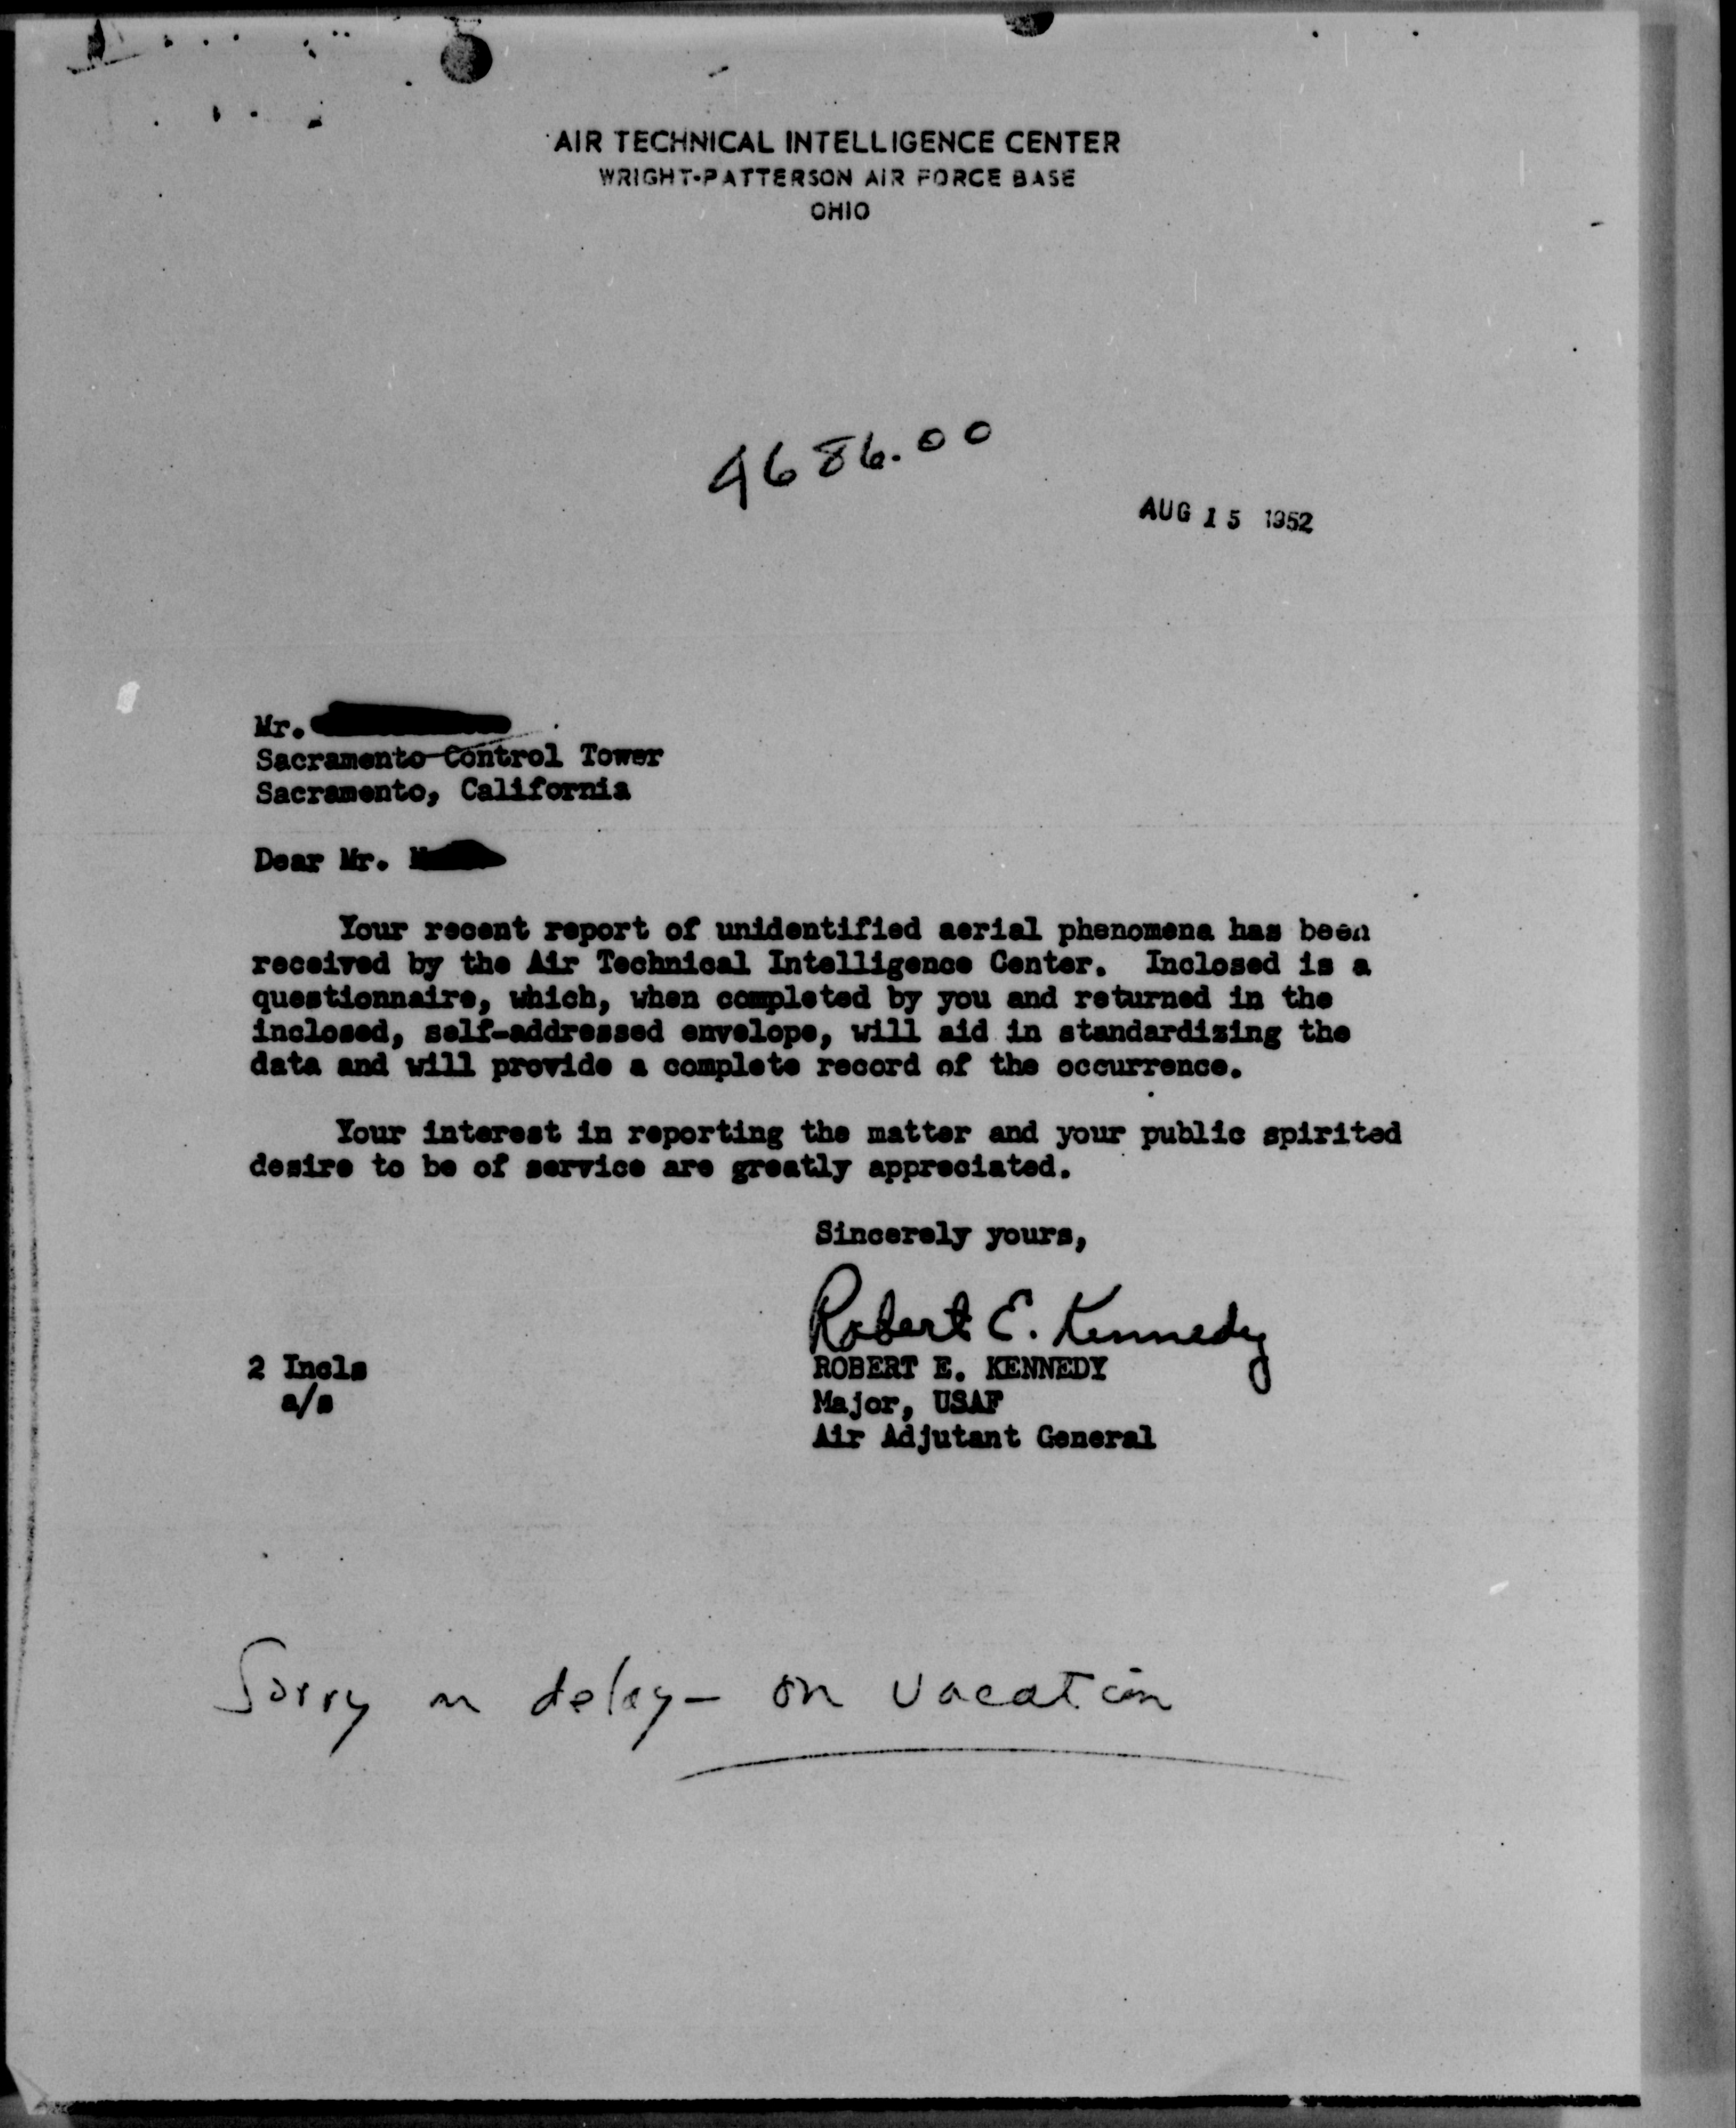 AIR TECHNICAL INTELLIGENCE CENTER
WRIGHT-PATTERSON AIR FORCE BASE
OHIO
4686.00
AUG 15 1952
Mr.
Sacramento Control Tower
Sacramento, California
Dear Mr.
Your recent report of unidentified aerial phenomena has been
received by the Air Technical Intelligence Center. Inclosed is a
questionnaire, which, when completed by you and returned in the
inclosed, self-addressed envelope, will aid in standardizing the
data and will provide a complete record of the occurrence.
Your interest in reporting the matter and your public spirited
desire to be of service are greatly appreciated.
Sincerely yours,
Robert E. Kennedy
2 Incls
a/s
ROBERT E. KENNEDY
Major, USAF
Air Adjutant General
Sorry on delay - on vacation